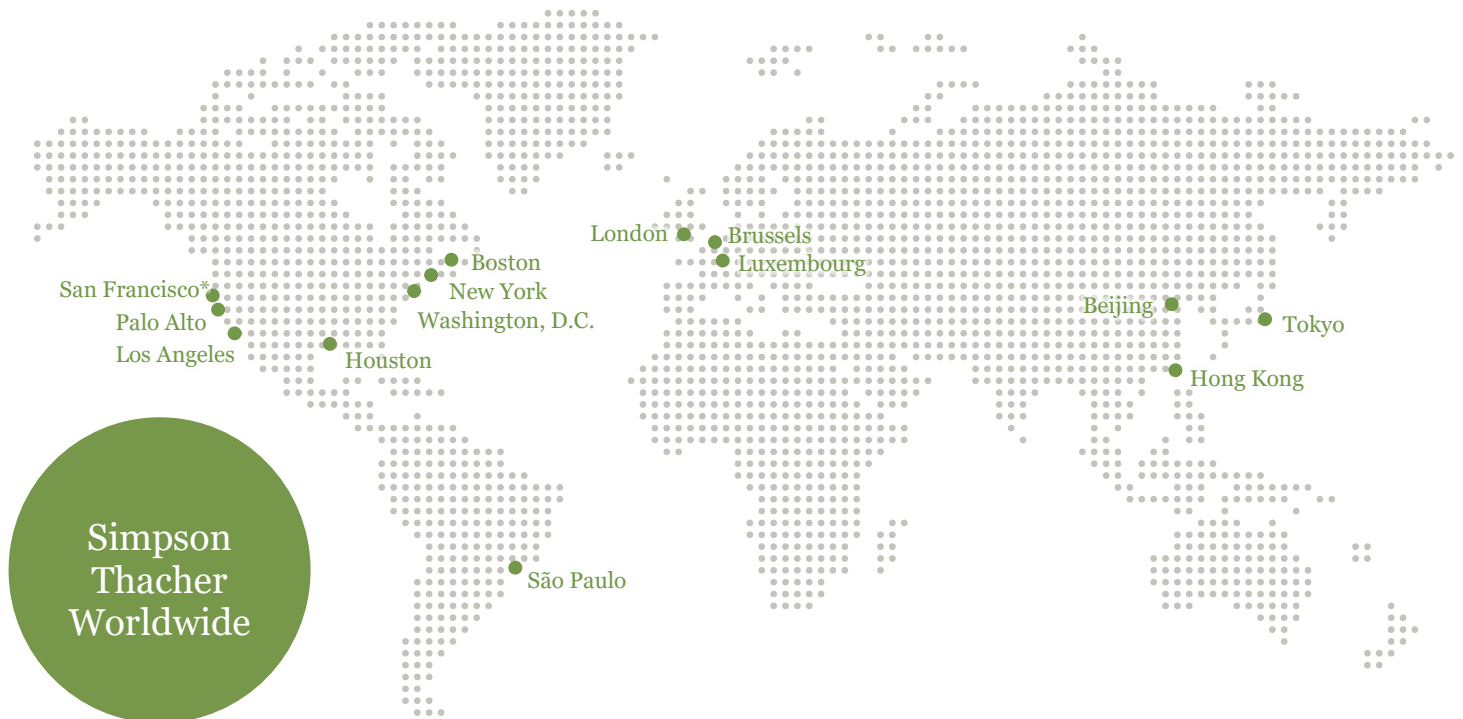 London
Brussels
Luxembourg
Boston
New York
Washington, D.C.
San Francisco*
Palo Alto
Los Angeles
Houston
Beijing
Tokyo
Hong Kong
São Paulo
Simpson
Thacher
Worldwide